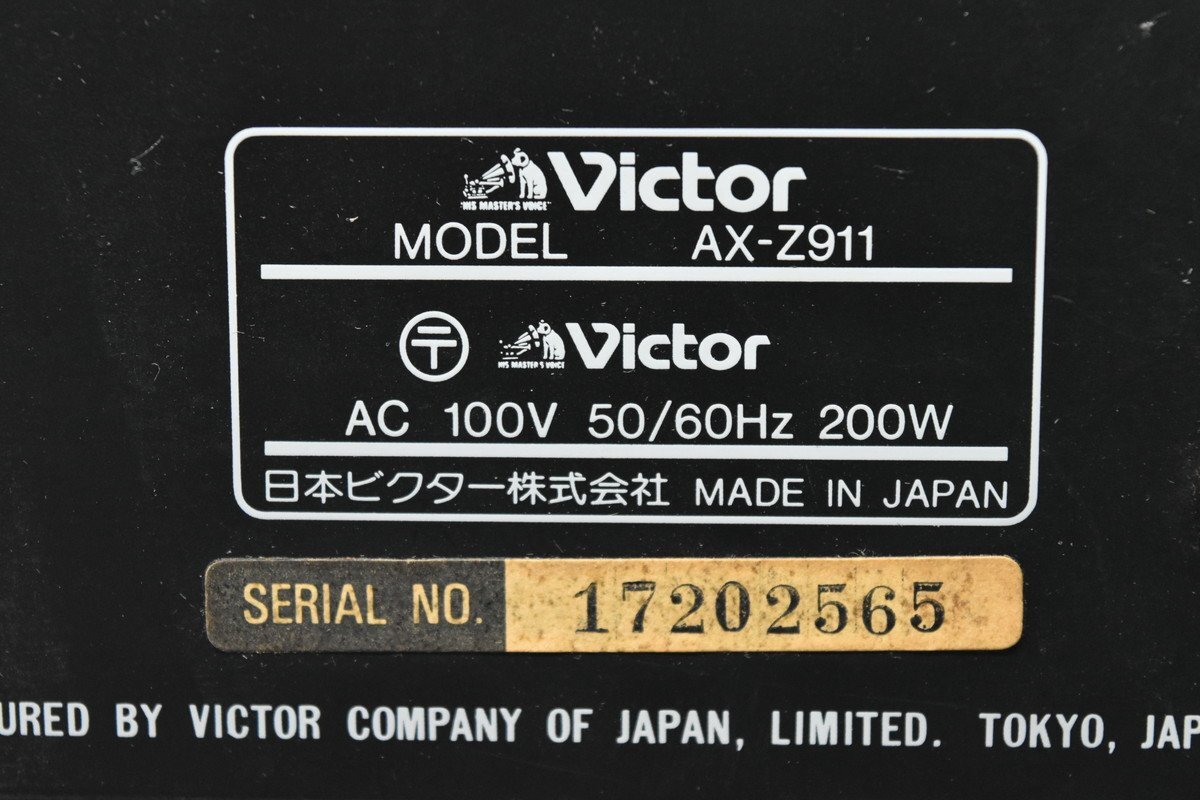 "HIS MASTER'S VOICE" Victor
MODEL AX-Z911
〒 HIS MASTER'S VOICE Victor
AC 100V 50/60Hz 200W
日本ビクター株式会社 MADE IN JAPAN
SERIAL NO. 17202565
URED BY VICTOR COMPANY OF JAPAN, LIMITED. TOKYO, JAP